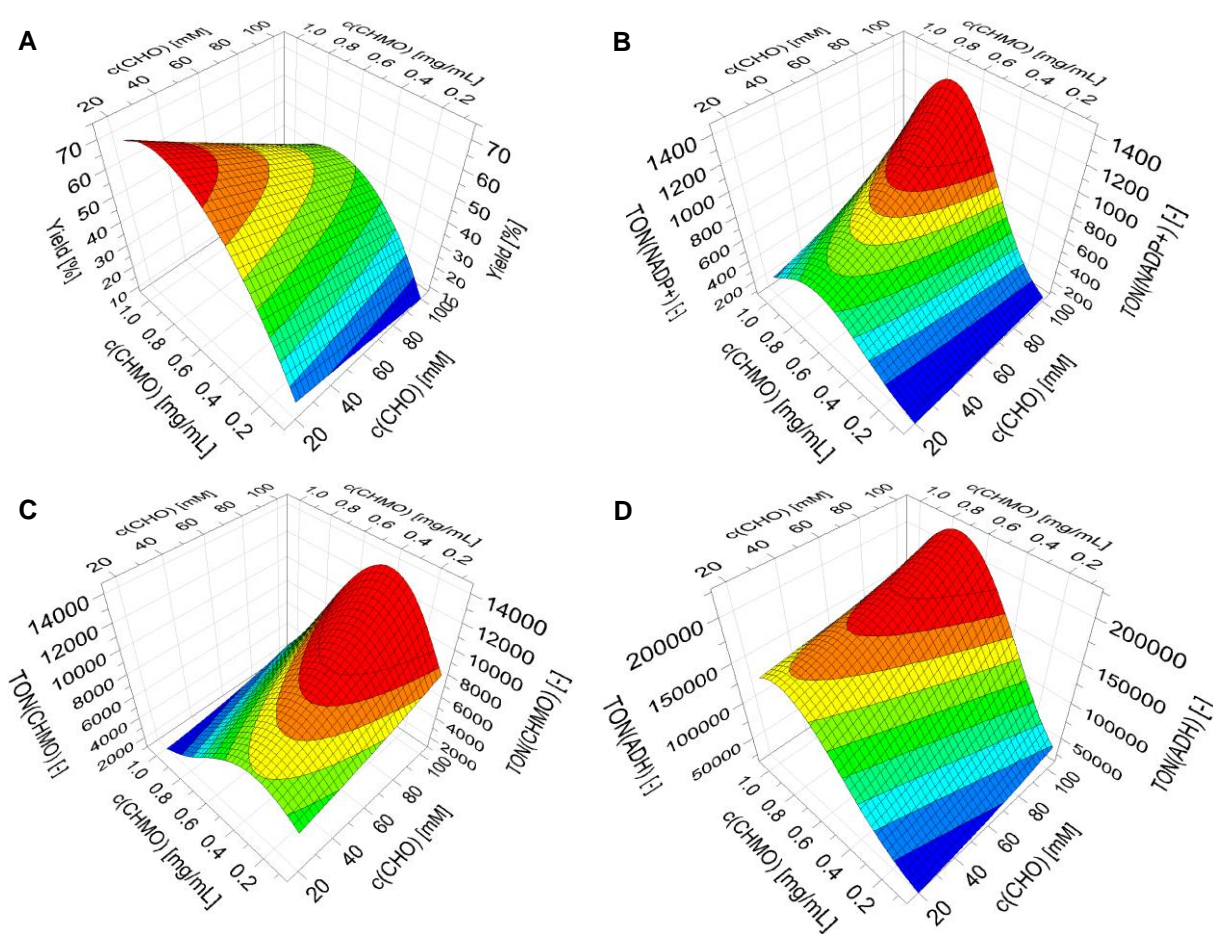 A
c(CHO) [mM]
20 40 60 80 100
c(CHMO) [mg/mL]
1.0 0.8 0.6 0.4 0.2
70 60 50 40 30 20 10
Yield [%]
70 60 50 40 30 20 10
Yield [%]
1.0 0.8 0.6 0.4 0.2
c(CHMO) [mg/mL]
20 40 60 80 100
c(CHO) [mM]
B
c(CHO) [mM]
20 40 60 80 100
c(CHMO) [mg/mL]
1.0 0.8 0.6 0.4 0.2
1400 1200 1000 800 600 400 200
TON(NADP+) [-]
1400 1200 1000 800 600 400 200
TON(NADP+) [-]
1.0 0.8 0.6 0.4 0.2
c(CHMO) [mg/mL]
20 40 60 80 100
c(CHO) [mM]
C
c(CHO) [mM]
20 40 60 80 100
c(CHMO) [mg/mL]
1.0 0.8 0.6 0.4 0.2
14000 12000 10000 8000 6000 4000 2000
TON(CHMO) [-]
14000 12000 10000 8000 6000 4000 2000
TON(CHMO) [-]
1.0 0.8 0.6 0.4 0.2
c(CHMO) [mg/mL]
20 40 60 80 100
c(CHO) [mM]
D
c(CHO) [mM]
20 40 60 80 100
c(CHMO) [mg/mL]
1.0 0.8 0.6 0.4 0.2
200000 150000 100000 50000
TON(ADH) [-]
200000 150000 100000 50000
TON(ADH) [-]
1.0 0.8 0.6 0.4 0.2
c(CHMO) [mg/mL]
20 40 60 80 100
c(CHO) [mM]